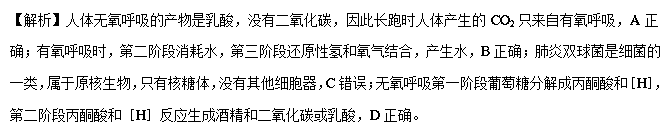 【解析】人体无氧呼吸的产物是乳酸，没有二氧化碳，因此长跑时人体产生的 CO₂ 只来自有氧呼吸，A 正
确；有氧呼吸时，第二阶段消耗水，第三阶段还原性氢和氧气结合，产生水，B 正确；肺炎双球菌是细菌的
一类，属于原核生物，只有核糖体，没有其他细胞器，C 错误；无氧呼吸第一阶段葡萄糖分解成丙酮酸和[H]，
第二阶段丙酮酸和［H］反应生成酒精和二氧化碳或乳酸，D 正确。